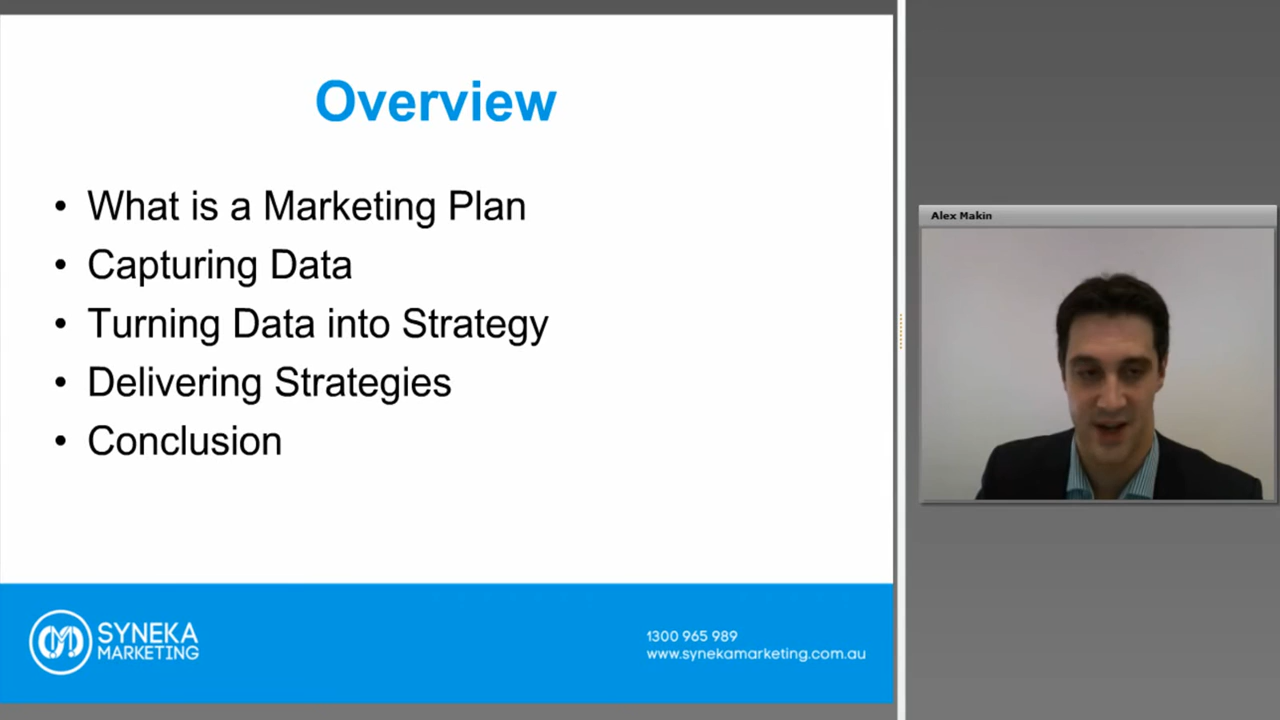 Overview
• What is a Marketing Plan
• Capturing Data
• Turning Data into Strategy
• Delivering Strategies
• Conclusion
SYNEKA
MARKETING
1300 965 989
www.synekamarketing.com.au
Alex Makin